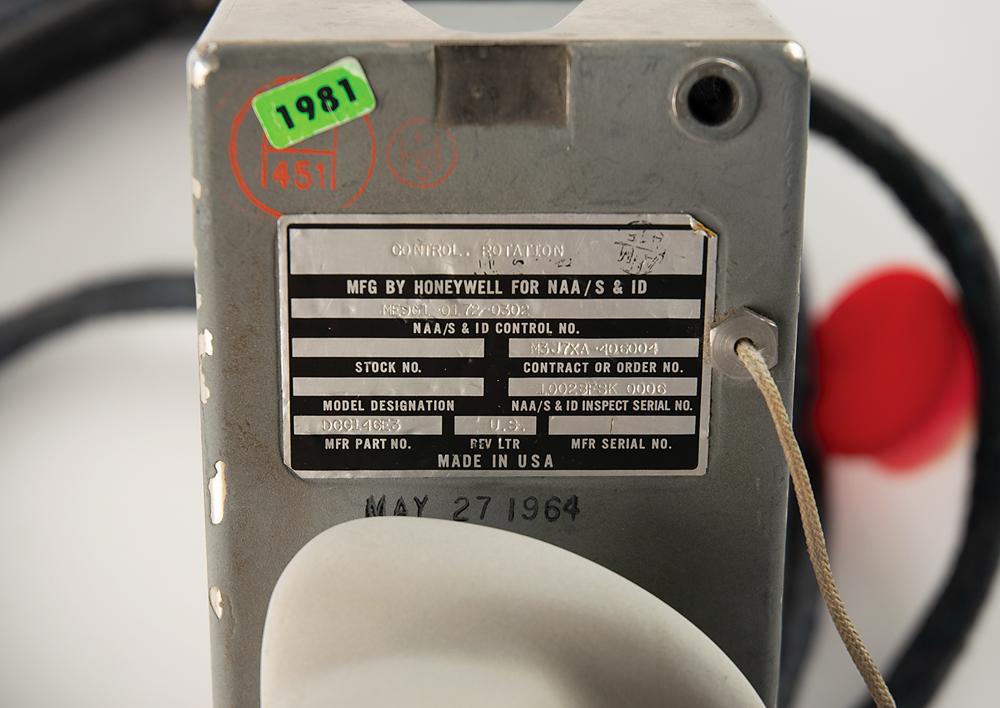 1981
451
CONTROL.. ROTATION
MFG BY HONEYWELL FOR NAA/S & ID
NAA/S & ID CONTROL NO.
M3J7XA-406004
STOCK NO.
CONTRACT OR ORDER NO.
MODEL DESIGNATION
NAA/S & ID INSPECT SERIAL NO.
U.S.
MFR PART NO.
REV LTR
MFR SERIAL NO.
MADE IN USA
MAY 27 1964